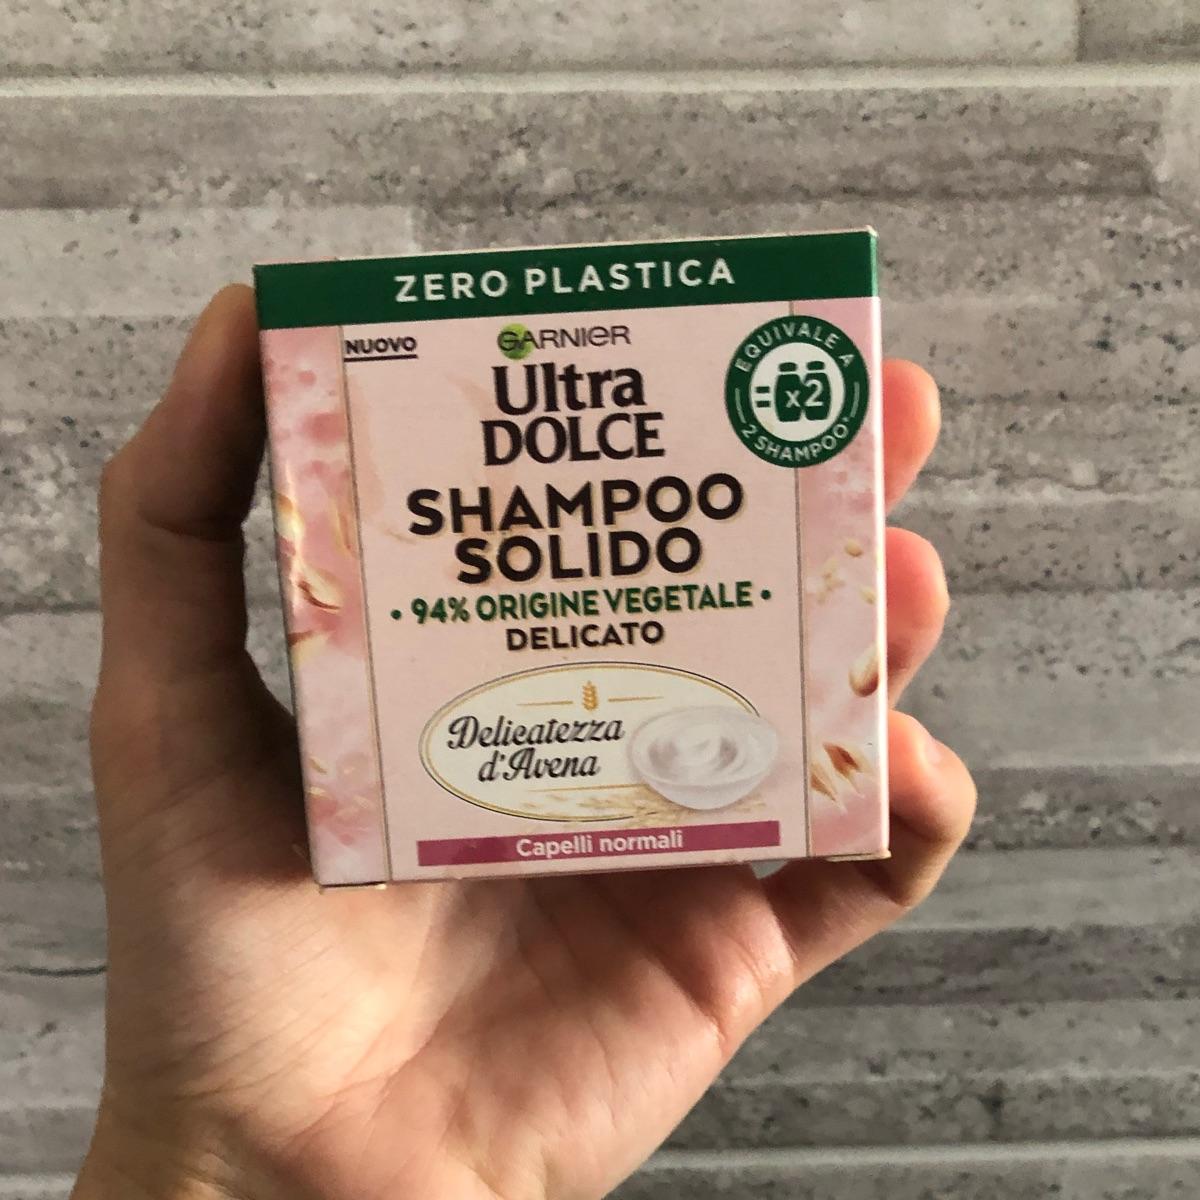 ZERO PLASTICA
NUOVO
GARNIER
Ultra
DOLCE
EQUIVALE A
= x2
2 SHAMPOO*
SHAMPOO
SOLIDO
• 94% ORIGINE VEGETALE •
DELICATO
Delicatezza
d'Avena
Capelli normali